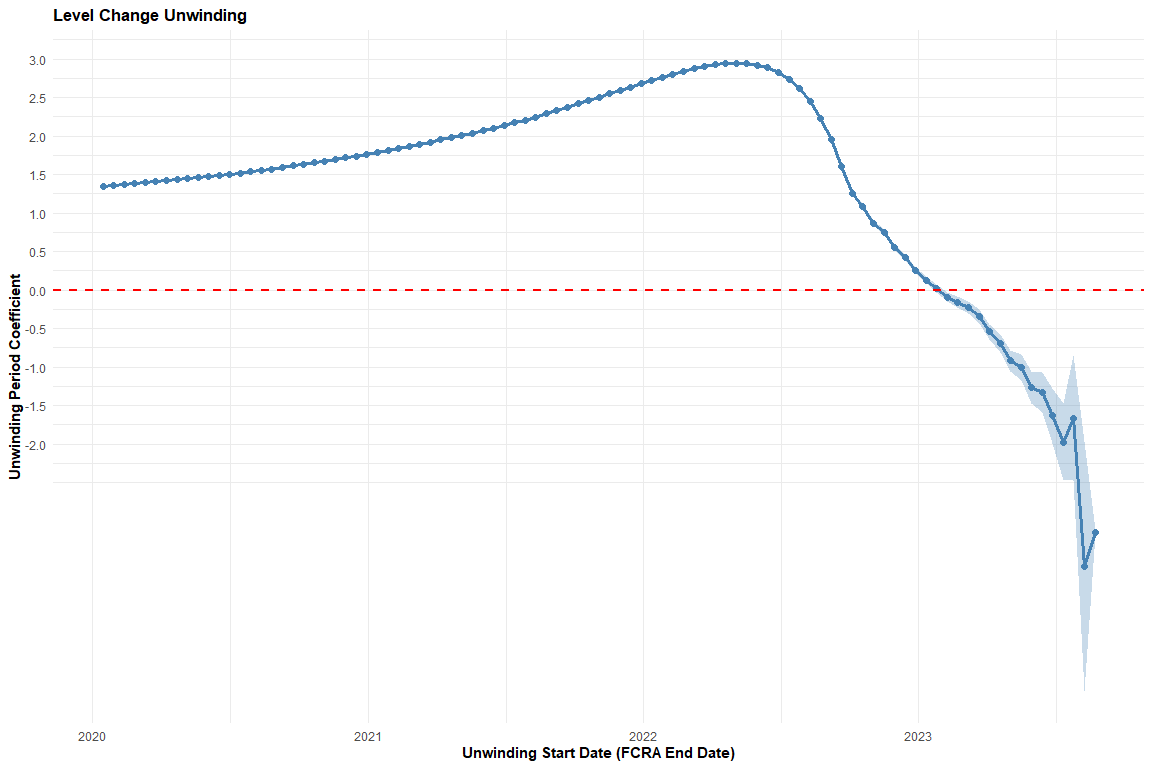 Level Change Unwinding
3.0
2.5
2.0
1.5
1.0
0.5
0.0
-0.5
-1.0
-1.5
-2.0
Unwinding Period Coefficient
2020 2021 2022 2023
Unwinding Start Date (FCRA End Date)